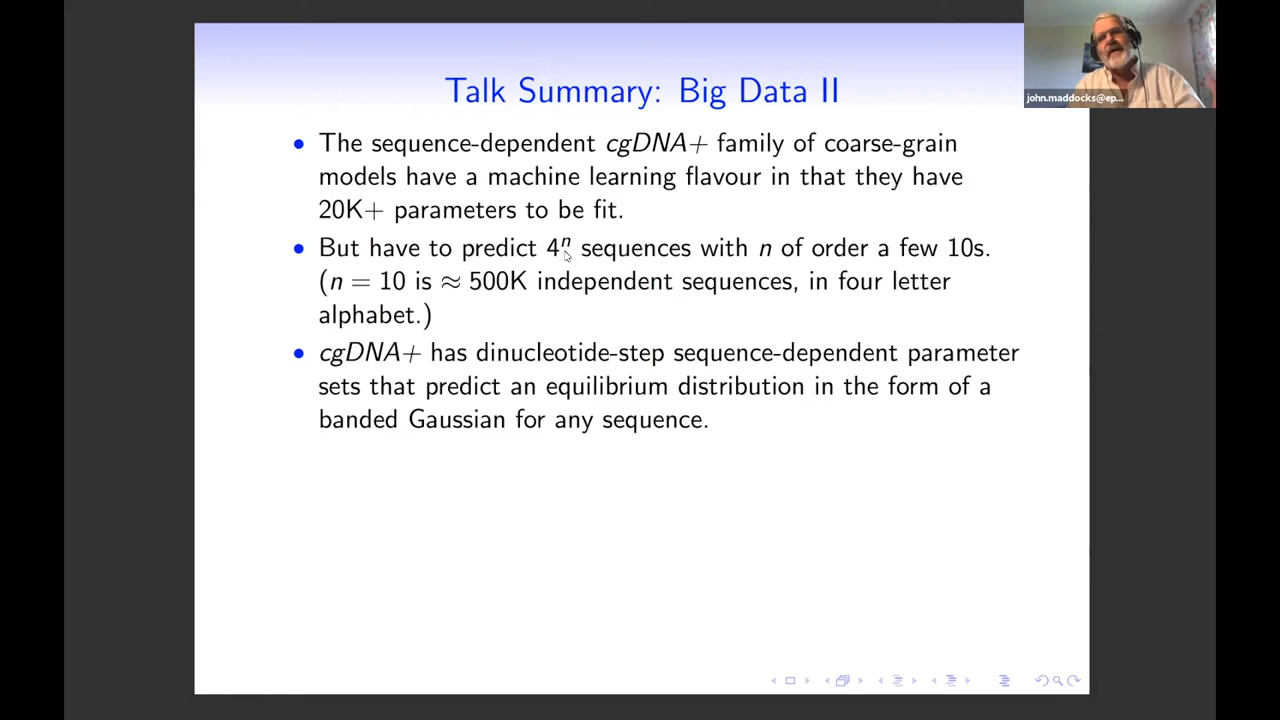 Talk Summary: Big Data II
john.maddocks@ep...
• The sequence-dependent cgDNA+ family of coarse-grain
models have a machine learning flavour in that they have
20K+ parameters to be fit.
• But have to predict 4ⁿ sequences with n of order a few 10s.
(n = 10 is ≈ 500K independent sequences, in four letter
alphabet.)
• cgDNA+ has dinucleotide-step sequence-dependent parameter
sets that predict an equilibrium distribution in the form of a
banded Gaussian for any sequence.